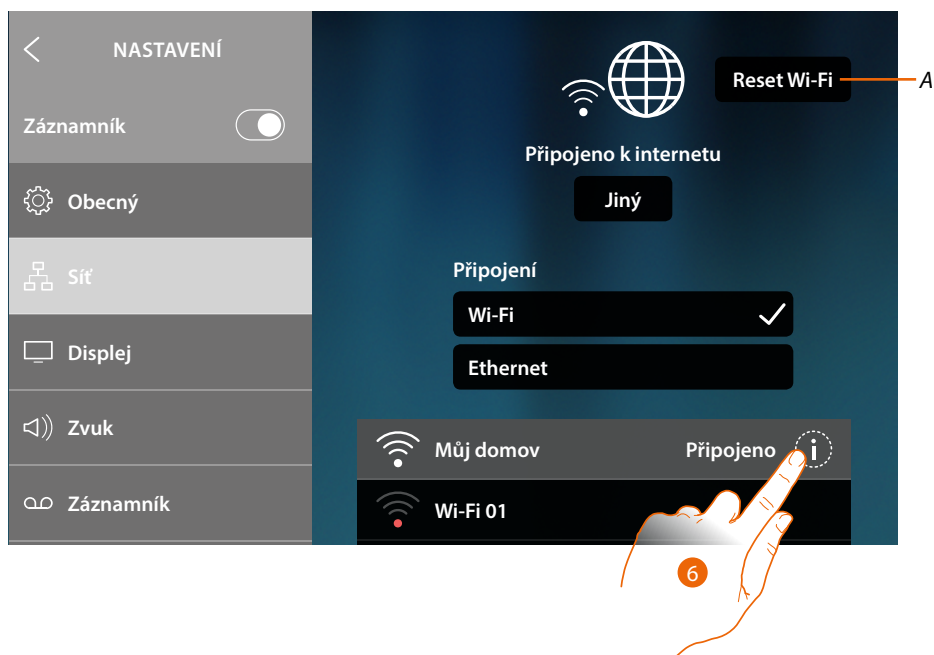 NASTAVENÍ
Záznamník
Obecný
Síť
Displej
Zvuk
Záznamník
Reset Wi-Fi
A
Připojeno k internetu
Jiný
Připojení
Wi-Fi
Ethernet
Můj domov Připojeno i
Wi-Fi 01
6